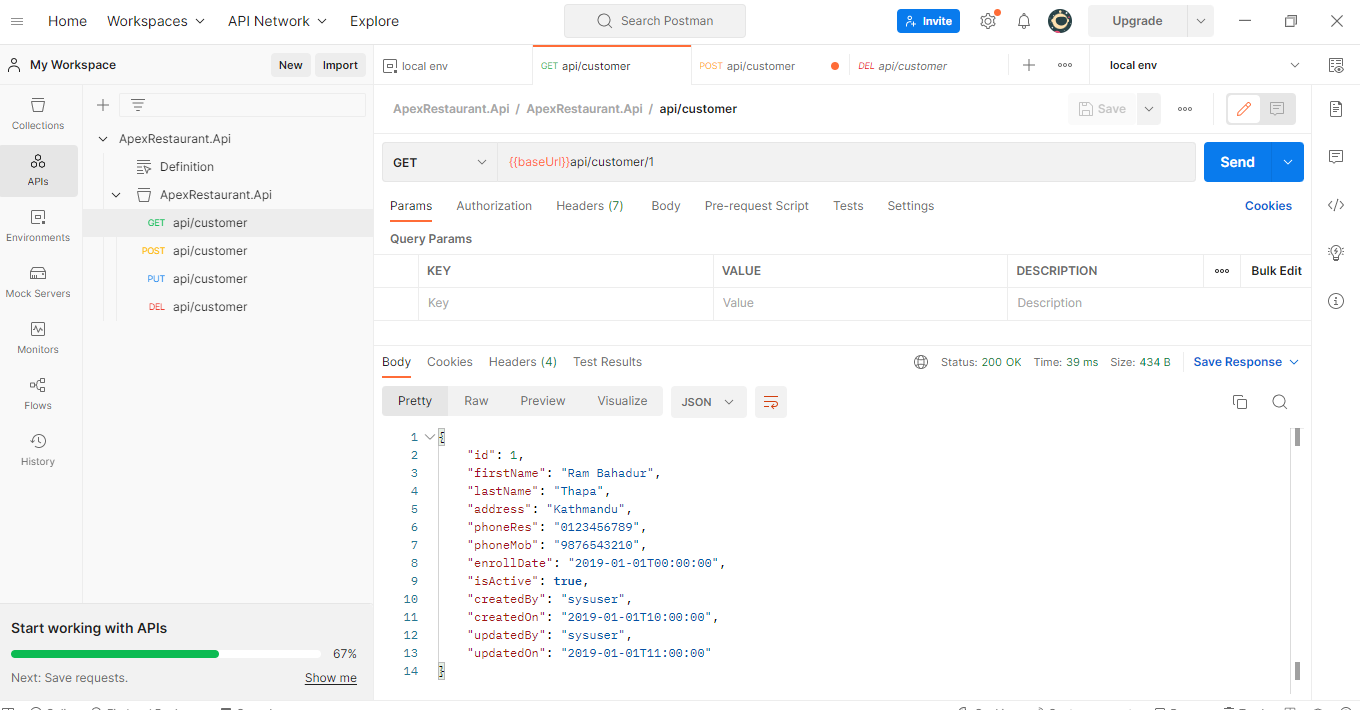 Home Workspaces API Network Explore Search Postman Invite Upgrade
My Workspace New Import
local env GET api/customer POST api/customer DEL api/customer local env
Collections
APIs
Environments
Mock Servers
Monitors
Flows
History
ApexRestaurant.Api
Definition
ApexRestaurant.Api
GET api/customer
POST api/customer
PUT api/customer
DEL api/customer
Start working with APIs
67%
Next: Save requests. Show me
ApexRestaurant.Api / ApexRestaurant.Api / api/customer Save
GET {{baseUrl}}api/customer/1 Send
Params Authorization Headers (7) Body Pre-request Script Tests Settings Cookies
Query Params
KEY VALUE DESCRIPTION Bulk Edit
Key Value Description
Body Cookies Headers (4) Test Results Status: 200 OK Time: 39 ms Size: 434 B Save Response
Pretty Raw Preview Visualize JSON
1 {
2 "id": 1,
3 "firstName": "Ram Bahadur",
4 "lastName": "Thapa",
5 "address": "Kathmandu",
6 "phoneRes": "0123456789",
7 "phoneMob": "9876543210",
8 "enrollDate": "2019-01-01T00:00:00",
9 "isActive": true,
10 "createdBy": "sysuser",
11 "createdOn": "2019-01-01T10:00:00",
12 "updatedBy": "sysuser",
13 "updatedOn": "2019-01-01T11:00:00"
14 }